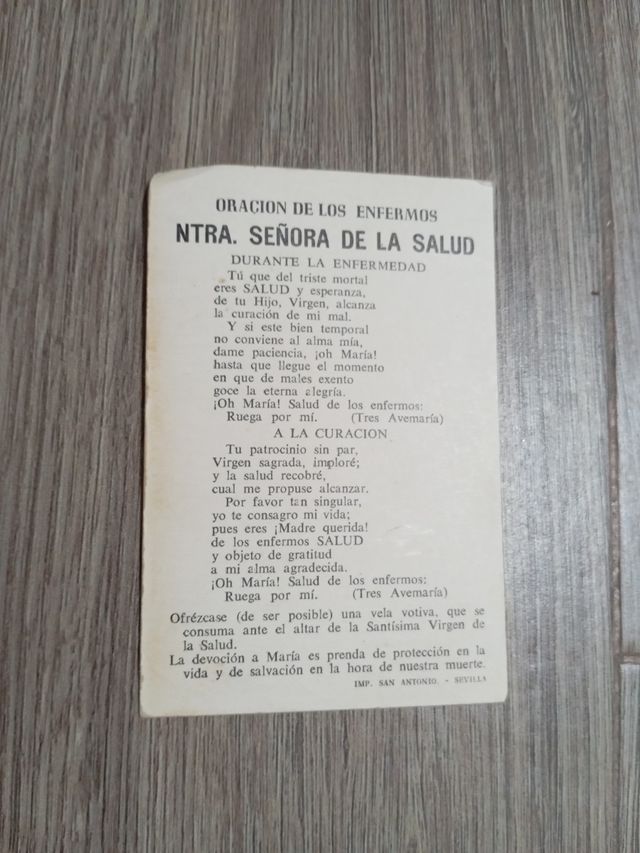 ORACION DE LOS ENFERMOS
NTRA. SEÑORA DE LA SALUD
DURANTE LA ENFERMEDAD
Tú que del triste mortal
eres SALUD y esperanza,
de tu Hijo, Virgen, alcanza
la curación de mi mal.
Y si este bien temporal
no conviene al alma mía,
dame paciencia, ¡oh María!
hasta que llegue el momento
en que de males exento
goce la eterna alegría.
¡Oh María! Salud de los enfermos:
Ruega por mí. (Tres Avemaría)
A LA CURACION
Tu patrocinio sin par,
Virgen sagrada, imploré;
y la salud recobré,
cual me propuse alcanzar.
Por favor tan singular,
yo te consagro mi vida;
pues eres ¡Madre querida!
de los enfermos SALUD
y objeto de gratitud
a mi alma agradecida.
¡Oh María! Salud de los enfermos:
Ruega por mí. (Tres Avemaría)
Ofrézcase (de ser posible) una vela votiva, que se
consuma ante el altar de la Santísima Virgen de
la Salud.
La devoción a María es prenda de protección en la
vida y de salvación en la hora de nuestra muerte.
IMP. SAN ANTONIO. - SEVILLA